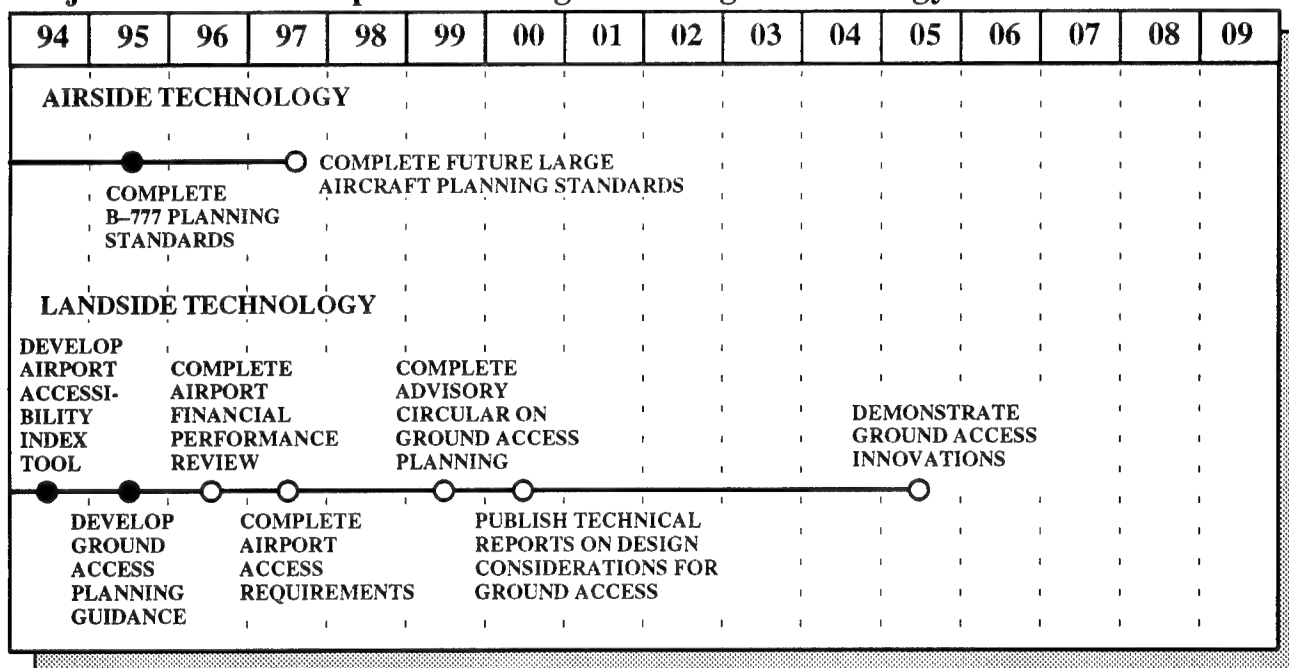 94 95 96 97 98 99 00 01 02 03 04 05 06 07 08 09
AIRSIDE TECHNOLOGY
COMPLETE
B–777 PLANNING
STANDARDS
COMPLETE FUTURE LARGE
AIRCRAFT PLANNING STANDARDS
LANDSIDE TECHNOLOGY
DEVELOP
AIRPORT
ACCESSI-
BILITY
INDEX
TOOL
DEVELOP
GROUND
ACCESS
PLANNING
GUIDANCE
COMPLETE
AIRPORT
FINANCIAL
PERFORMANCE
REVIEW
COMPLETE
AIRPORT
ACCESS
REQUIREMENTS
COMPLETE
ADVISORY
CIRCULAR ON
GROUND ACCESS
PLANNING
PUBLISH TECHNICAL
REPORTS ON DESIGN
CONSIDERATIONS FOR
GROUND ACCESS
DEMONSTRATE
GROUND ACCESS
INNOVATIONS